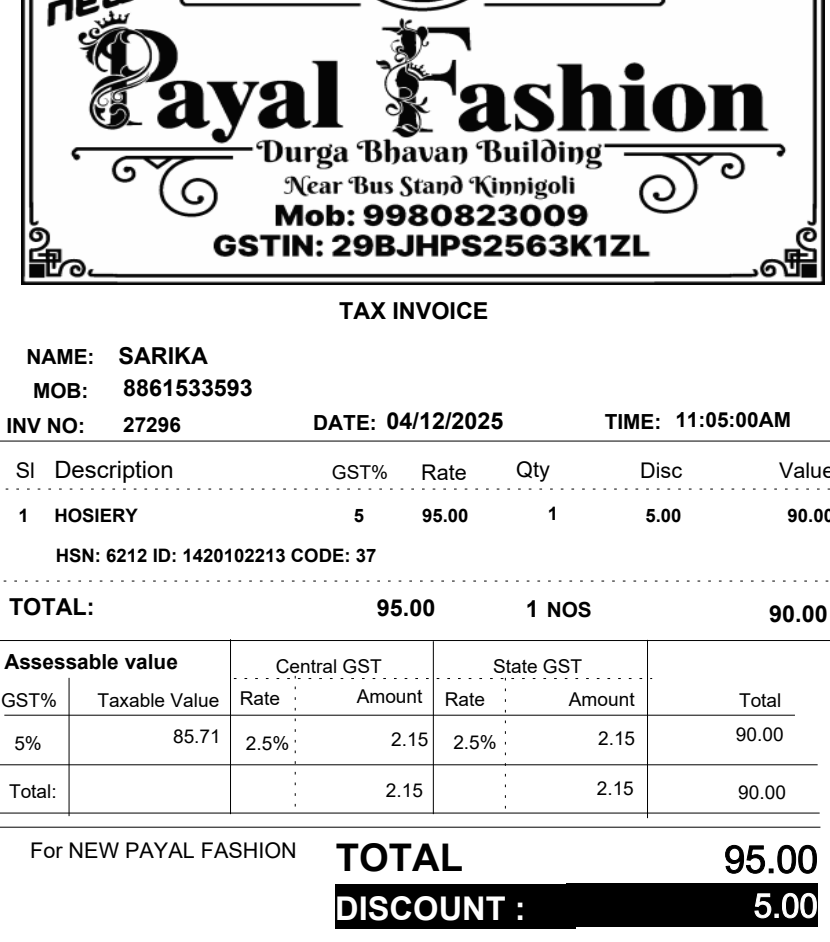 new
Payal Fashion
Durga Bhavan Building
Near Bus Stand Kinnigoli
Mob: 9980823009
GSTIN: 29BJHPS2563K1ZL
TAX INVOICE
NAME: SARIKA
MOB: 8861533593
INV NO: 27296 DATE: 04/12/2025 TIME: 11:05:00AM
Sl Description GST% Rate Qty Disc Value
1 HOSIERY 5 95.00 1 5.00 90.00
HSN: 6212 ID: 1420102213 CODE: 37
TOTAL: 95.00 1 NOS 90.00
Assessable value Central GST State GST
GST% Taxable Value Rate Amount Rate Amount Total
5% 85.71 2.5% 2.15 2.5% 2.15 90.00
Total: 2.15 2.15 90.00
For NEW PAYAL FASHION TOTAL 95.00
DISCOUNT : 5.00